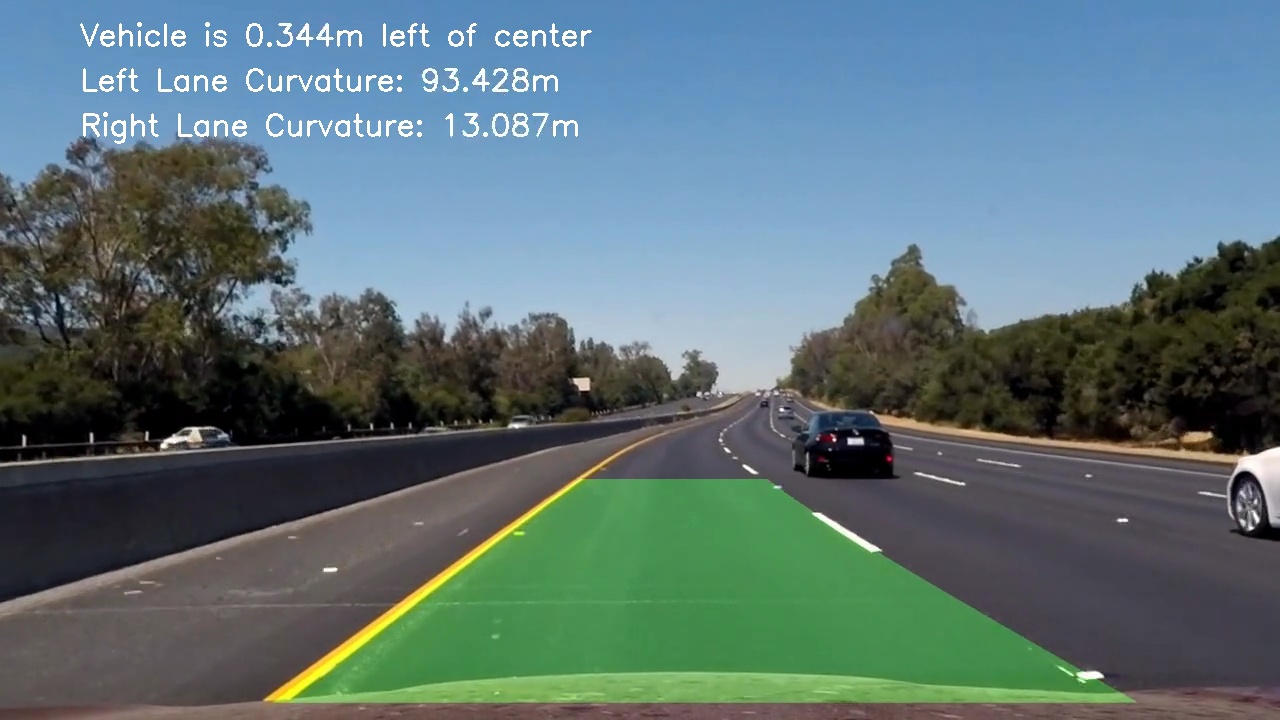 Vehicle is 0.344m left of center
Left Lane Curvature: 93.428m
Right Lane Curvature: 13.087m